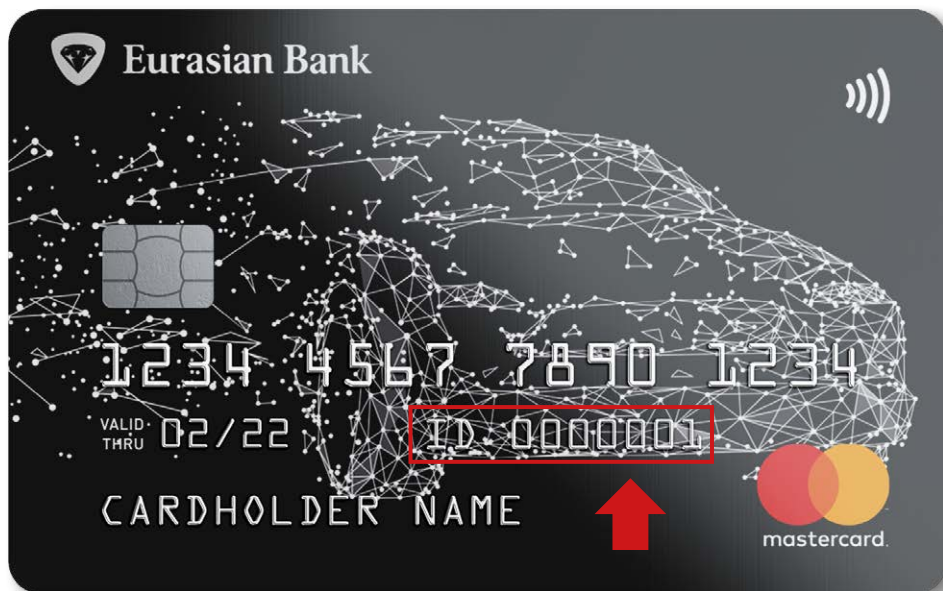 Eurasian Bank
1234 4567 7890 1234
VALID THRU 02/22 ID 0000001
CARDHOLDER NAME
mastercard.